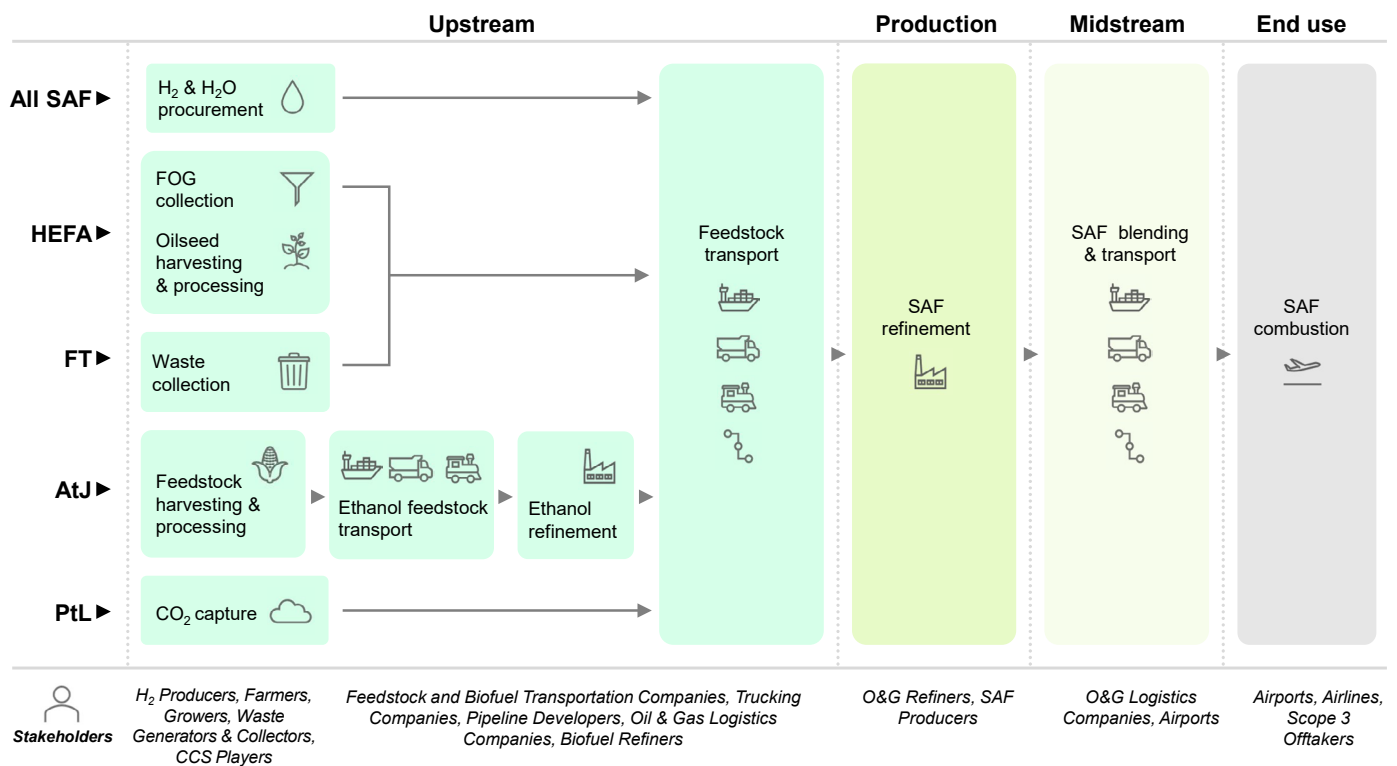 Upstream
Production
Midstream
End use
All SAF
H₂ & H₂O
procurement
HEFA
FOG
collection
Oilseed
harvesting
& processing
FT
Waste
collection
AtJ
Feedstock
harvesting &
processing
Ethanol feedstock
transport
Ethanol
refinement
PtL
CO₂ capture
Feedstock
transport
SAF
refinement
SAF blending
& transport
SAF
combustion
Stakeholders
H₂ Producers, Farmers,
Growers, Waste
Generators & Collectors,
CCS Players
Feedstock and Biofuel Transportation Companies, Trucking
Companies, Pipeline Developers, Oil & Gas Logistics
Companies, Biofuel Refiners
O&G Refiners, SAF
Producers
O&G Logistics
Companies, Airports
Airports, Airlines,
Scope 3
Offtakers